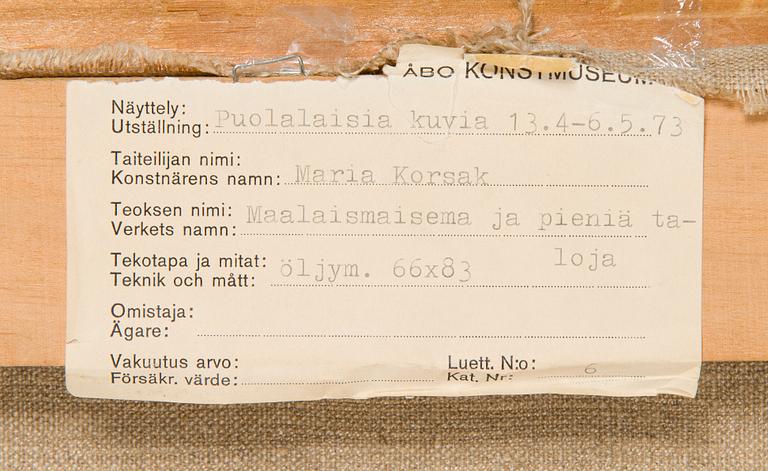 ÅBO KONSTMUSEUM
Näyttely:
Utställning: Puolalaisia kuvia 13.4-6.5.73
Taiteilijan nimi:
Konstnärens namn: Maria Korsak
Teoksen nimi:
Verkets namn: Maalaismaisema ja pieniä ta-
loja
Tekotapa ja mitat:
Teknik och mått: öljym. 66x83
Omistaja:
Ägare:
Vakuutus arvo:
Försäkr. värde:
Luett. N:o:
Kat. Nr: 6